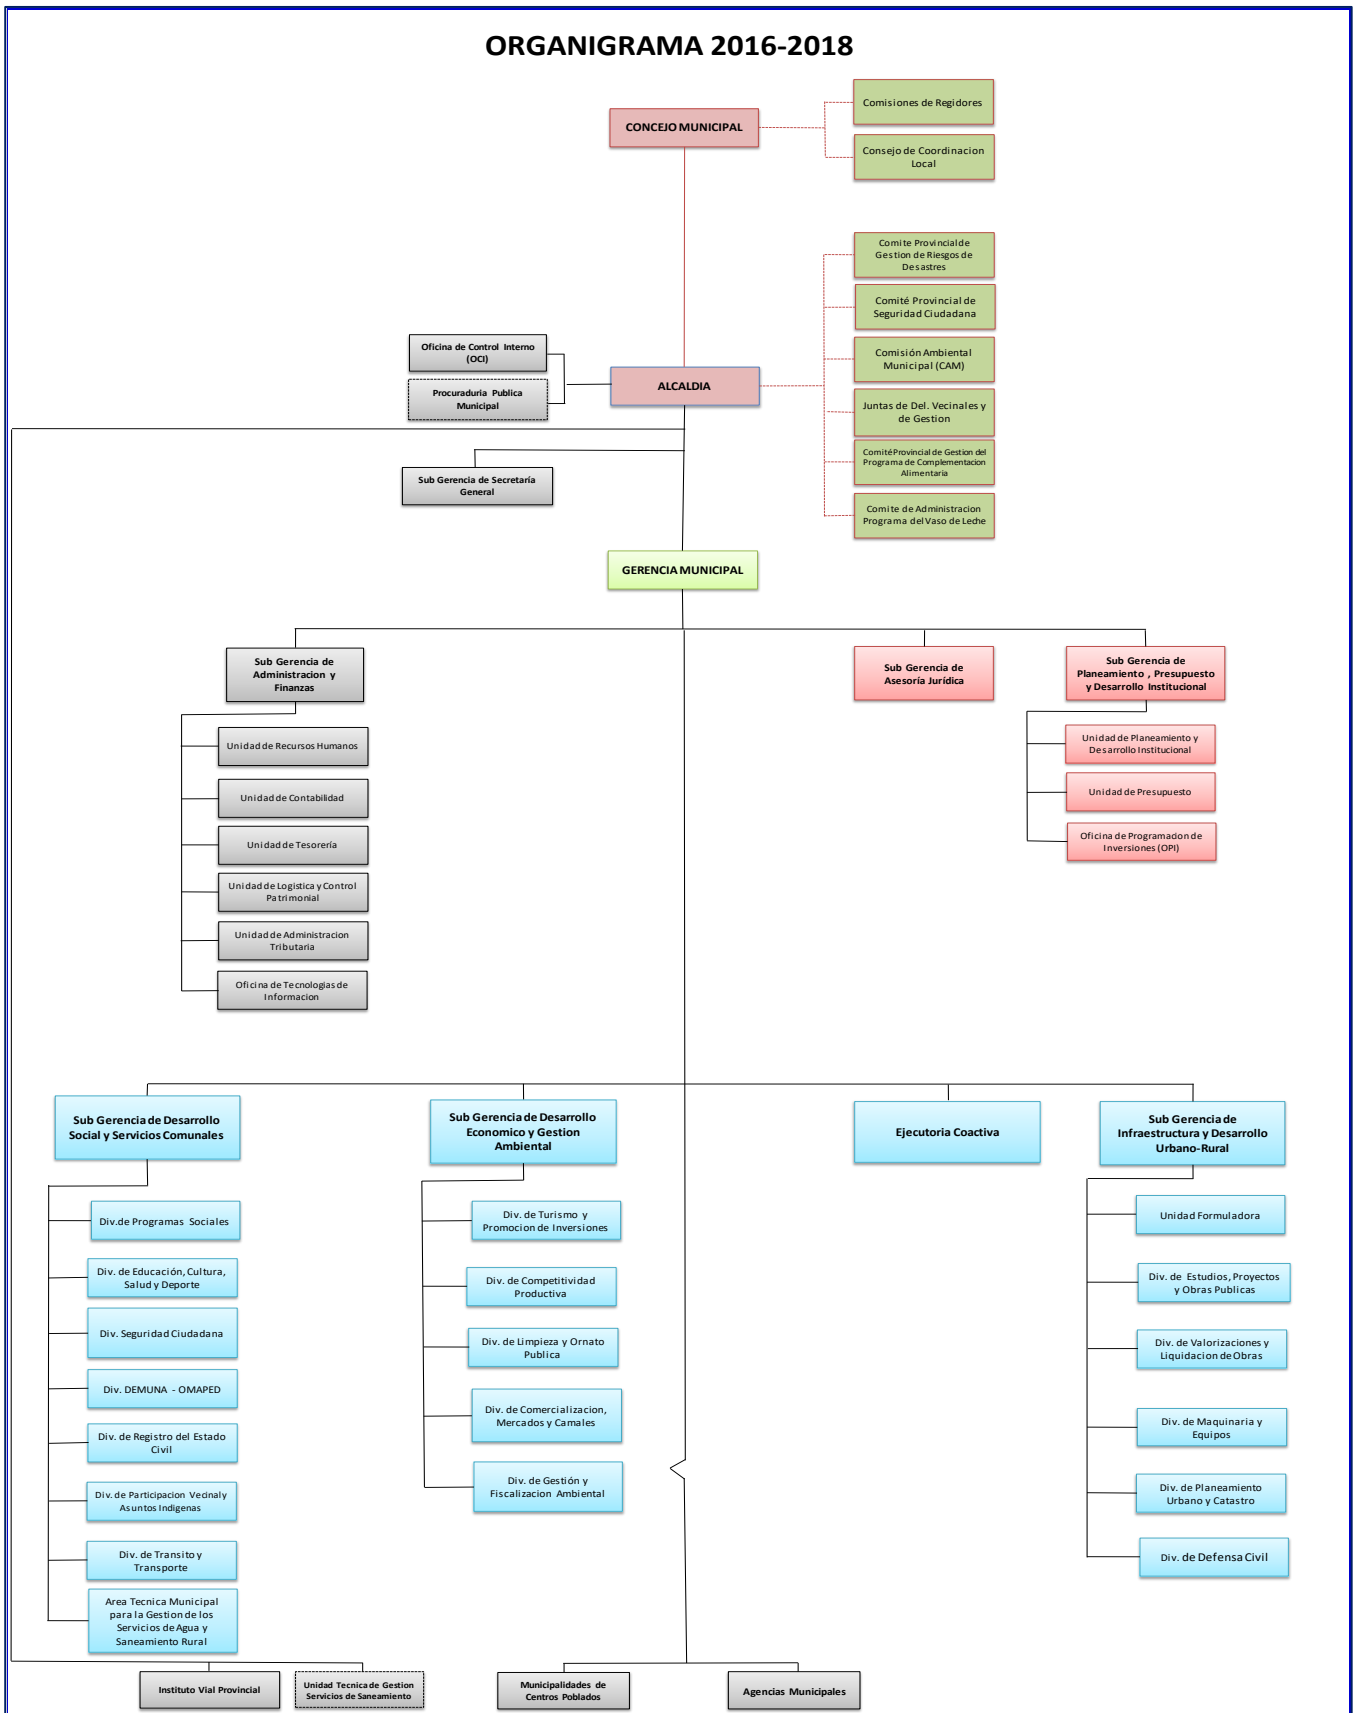 ORGANIGRAMA 2016-2018
CONCEJO MUNICIPAL
Comisiones de Regidores
Consejo de Coordinacion
Local
Comite Provincial de
Gestion de Riesgos de
Desastres
Comité Provincial de
Seguridad Ciudadana
Comisión Ambiental
Municipal (CAM)
Juntas de Del. Vecinales y
de Gestion
Comité Provincial de Gestion del
Programa de Complementacion
Alimentaria
Comite de Administracion
Programa del Vaso de Leche
Oficina de Control Interno
(OCI)
Procuraduria Publica
Municipal
ALCALDIA
Sub Gerencia de Secretaría
General
GERENCIA MUNICIPAL
Sub Gerencia de
Administracion y
Finanzas
Unidad de Recursos Humanos
Unidad de Contabilidad
Unidad de Tesorería
Unidad de Logistica y Control
Patrimonial
Unidad de Administracion
Tributaria
Oficina de Tecnologias de
Informacion
Sub Gerencia de
Asesoría Jurídica
Sub Gerencia de
Planeamiento , Presupuesto
y Desarrollo Institucional
Unidad de Planeamiento y
Desarrollo Institucional
Unidad de Presupuesto
Oficina de Programacion de
Inversiones (OPI)
Sub Gerencia de Desarrollo
Social y Servicios Comunales
Div.de Programas Sociales
Div. de Educación, Cultura,
Salud y Deporte
Div. Seguridad Ciudadana
Div. DEMUNA - OMAPED
Div. de Registro del Estado
Civil
Div. de Participacion Vecinal y
Asuntos Indigenas
Div. de Transito y
Transporte
Area Tecnica Municipal
para la Gestion de los
Servicios de Agua y
Saneamiento Rural
Sub Gerencia de Desarrollo
Economico y Gestion
Ambiental
Div. de Turismo y
Promocion de Inversiones
Div. de Competitividad
Productiva
Div. de Limpieza y Ornato
Publica
Div. de Comercializacion,
Mercados y Camales
Div. de Gestión y
Fiscalizacion Ambiental
Ejecutoria Coactiva
Sub Gerencia de
Infraestructura y Desarrollo
Urbano-Rural
Unidad Formuladora
Div. de Estudios, Proyectos
y Obras Publicas
Div. de Valorizaciones y
Liquidacion de Obras
Div. de Maquinaria y
Equipos
Div. de Planeamiento
Urbano y Catastro
Div. de Defensa Civil
Instituto Vial Provincial
Unidad Tecnica de Gestion
Servicios de Saneamiento
Municipalidades de
Centros Poblados
Agencias Municipales